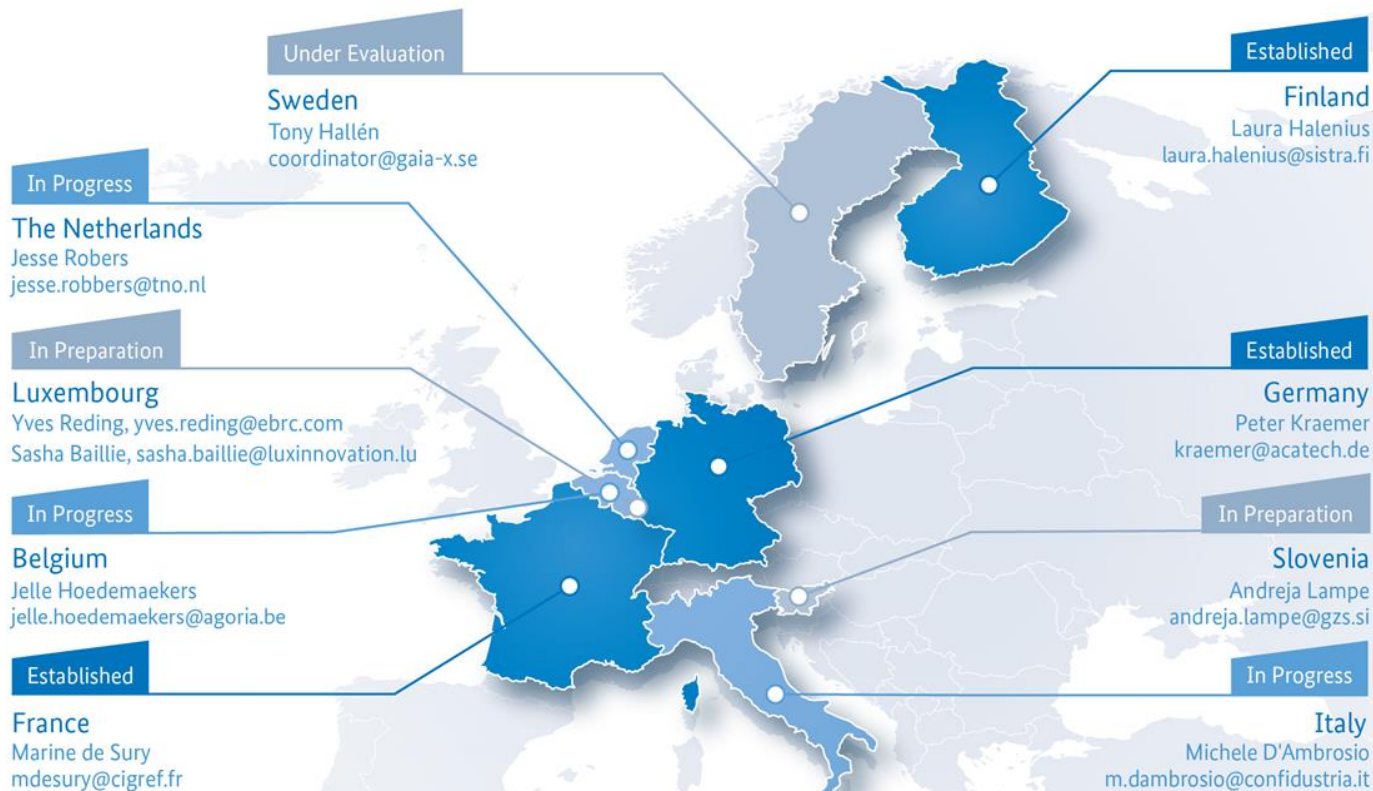 Under Evaluation
Sweden
Tony Hallén
coordinator@gaia-x.se
In Progress
The Netherlands
Jesse Robers
jesse.robbers@tno.nl
In Preparation
Luxembourg
Yves Reding, yves.reding@ebrc.com
Sasha Baillie, sasha.baillie@luxinnovation.lu
In Progress
Belgium
Jelle Hoedemaekers
jelle.hoedemaekers@agoria.be
Established
France
Marine de Sury
mdesury@cigref.fr
Established
Finland
Laura Halenius
laura.halenius@sistra.fi
Established
Germany
Peter Kraemer
kraemer@acatech.de
In Preparation
Slovenia
Andreja Lampe
andreja.lampe@gzs.si
In Progress
Italy
Michele D'Ambrosio
m.dambrosio@confidustria.it